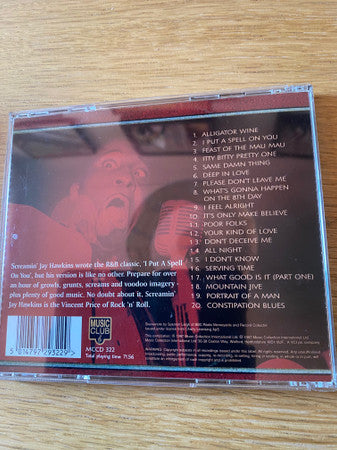 1. ALLIGATOR WINE
2. I PUT A SPELL ON YOU
3. FEAST OF THE MAU MAU
4. ITTY BITTY PRETTY ONE
5. SAME DAMN THING
6. DEEP IN LOVE
7. PLEASE DON'T LEAVE ME
8. WHAT'S GONNA HAPPEN
ON THE 8TH DAY
9. I FEEL ALRIGHT
10. IT'S ONLY MAKE BELIEVE
11. POOR FOLKS
12. YOUR KIND OF LOVE
13. DON'T DECEIVE ME
14. ALL NIGHT
15. I DON'T KNOW
16. SERVING TIME
17. WHAT GOOD IS IT (PART ONE)
18. MOUNTAIN JIVE
19. PORTRAIT OF A MAN
20. CONSTIPATION BLUES
Screamin' Jay Hawkins wrote the R&B classic, 'I Put A Spell
On You', but his version is like no other. Prepare for over
an hour of growls, grunts, screams and voodoo imagery -
plus plenty of good music. No doubt about it, Screamin'
Jay Hawkins is the Vincent Price of Rock 'n' Roll.
5 014797 293229
MUSIC
CLUB
MCCD 322
Total playing time: 71:56